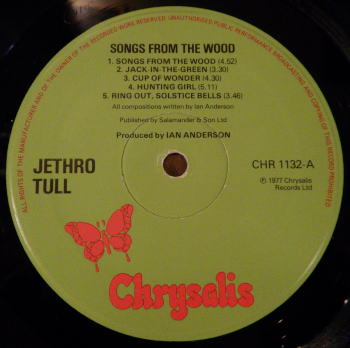 ALL RIGHTS OF THE MANUFACTURER AND OF THE OWNER OF THE RECORDED WORK RESERVED. UNAUTHORISED PUBLIC PERFORMANCE BROADCASTING AND COPYING OF THIS RECORD PROHIBITED
SONGS FROM THE WOOD
1. SONGS FROM THE WOOD (4.52)
2. JACK-IN-THE-GREEN (3.30)
3. CUP OF WONDER (4.30)
4. HUNTING GIRL (5.11)
5. RING OUT, SOLSTICE BELLS (3.46)
All compositions written by Ian Anderson
Published by Salamander & Son Ltd
Produced by IAN ANDERSON
JETHRO
TULL
CHR 1132-A
℗ 1977 Chrysalis
Records Ltd
Chrysalis